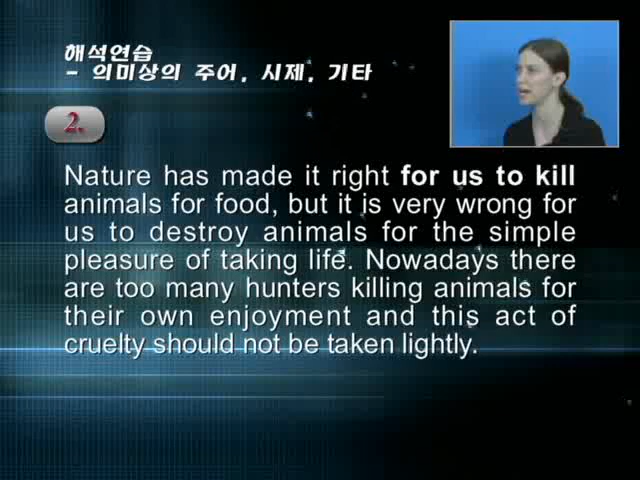 해석연습
- 의미상의 주어, 시제, 기타
2.
Nature has made it right for us to kill
animals for food, but it is very wrong for
us to destroy animals for the simple
pleasure of taking life. Nowadays there
are too many hunters killing animals for
their own enjoyment and this act of
cruelty should not be taken lightly.